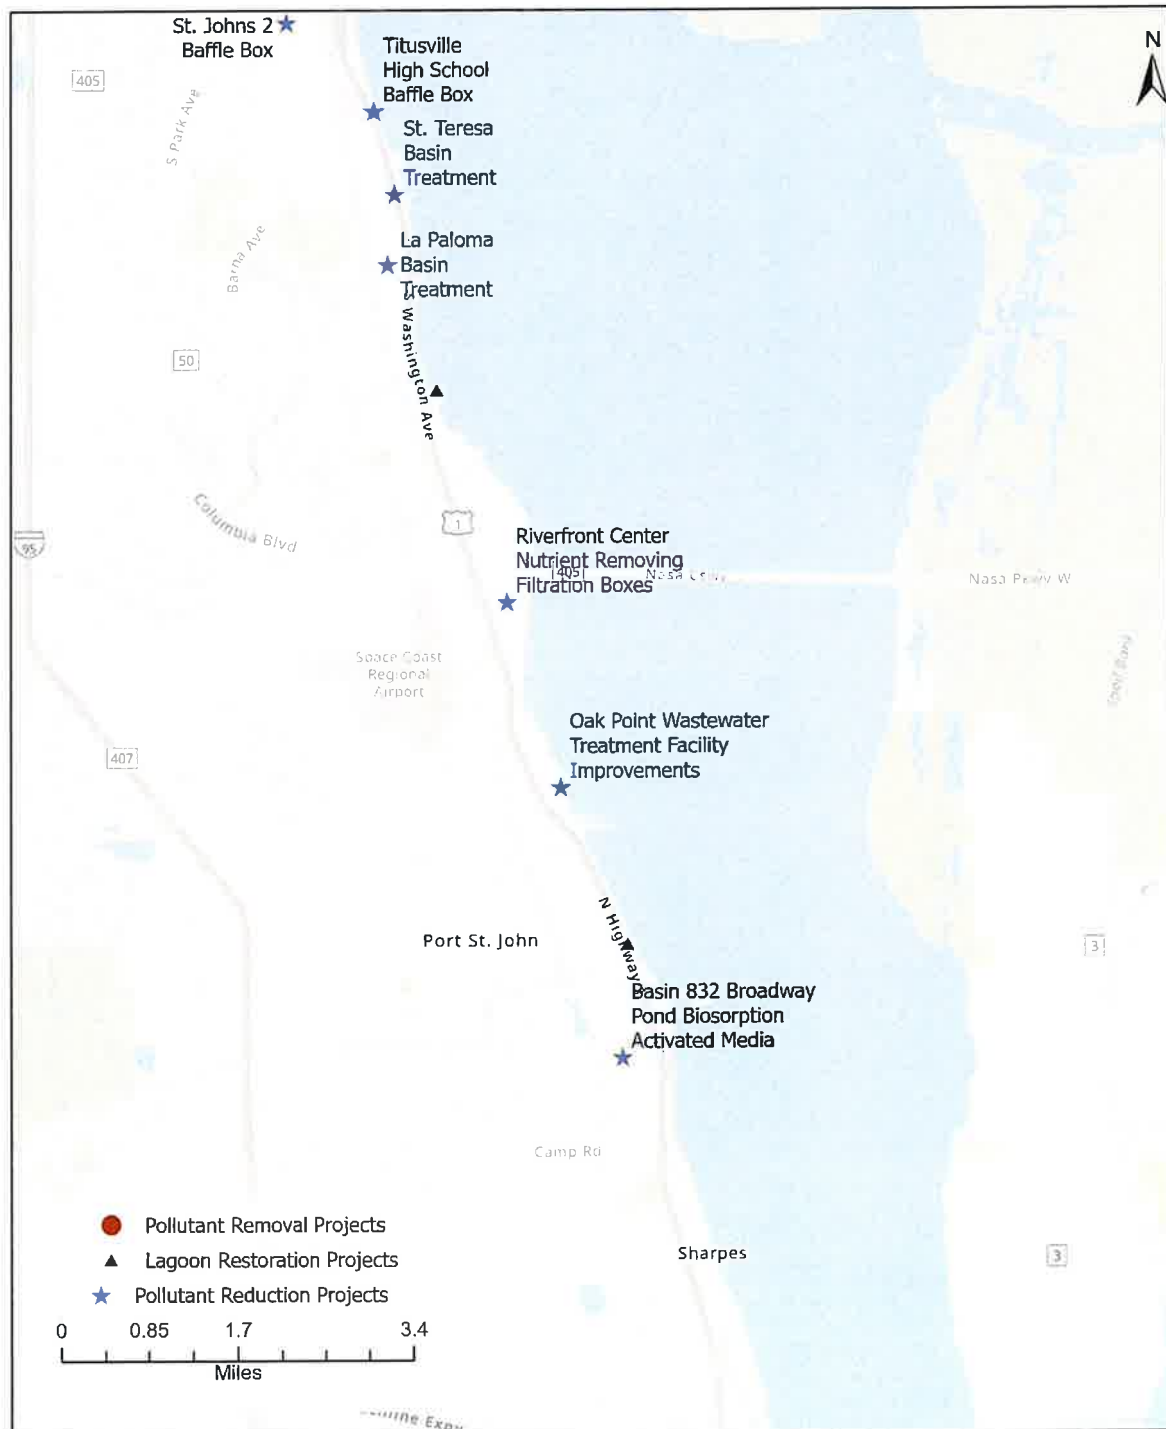 St. Johns 2
Baffle Box
N
405
Titusville
High School
Baffle Box
S Park Ave
St. Teresa
Basin
Treatment
Barna Ave
La Paloma
Basin
Treatment
S Washington Ave
50
Columbia Blvd
1
95
Riverfront Center
Nutrient Removing
Filtration Boxes
405
Nasa
Nasa Pkwy W
Space Coast
Regional
Airport
407
Oak Point Wastewater
Treatment Facility
Improvements
N Highway
Port St. John
3
Basin 832 Broadway
Pond Biosorption
Activated Media
Camp Rd
Sharpes
3
Pollutant Removal Projects
Lagoon Restoration Projects
Pollutant Reduction Projects
0 0.85 1.7 3.4
Miles